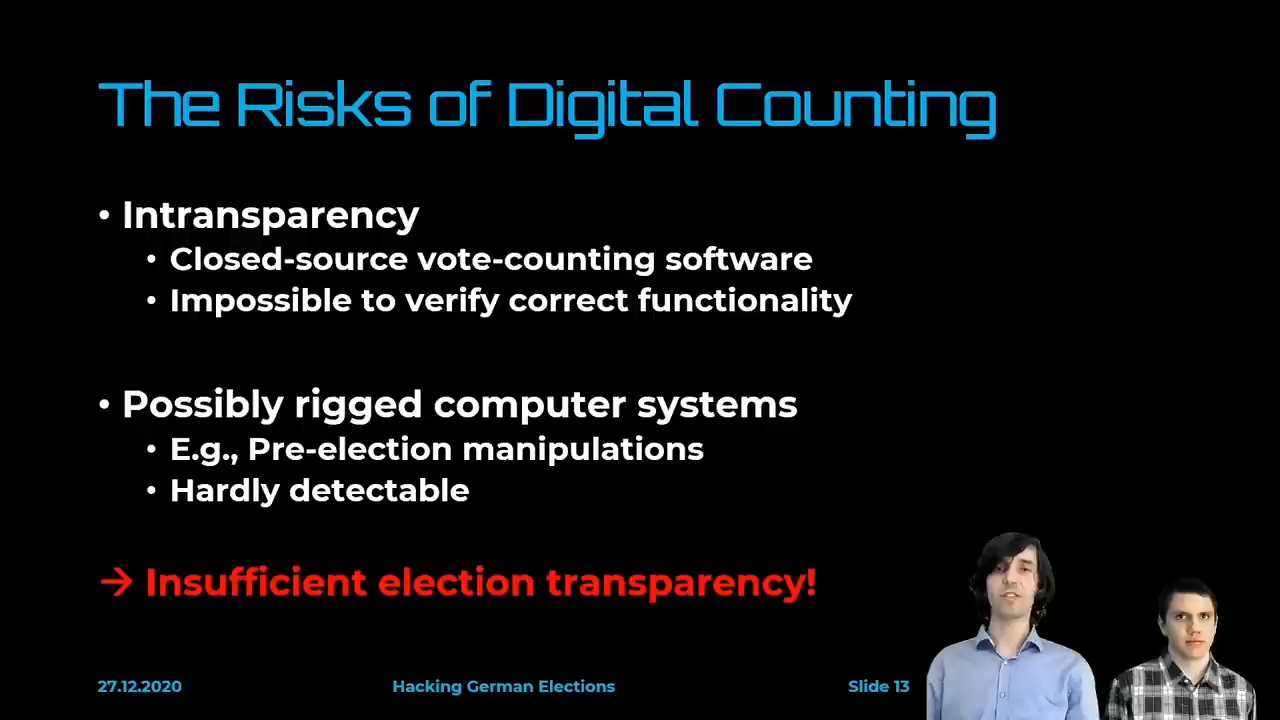 The Risks of Digital Counting
• Intransparency
• Closed-source vote-counting software
• Impossible to verify correct functionality
• Possibly rigged computer systems
• E.g., Pre-election manipulations
• Hardly detectable
→ Insufficient election transparency!
27.12.2020 Hacking German Elections Slide 13